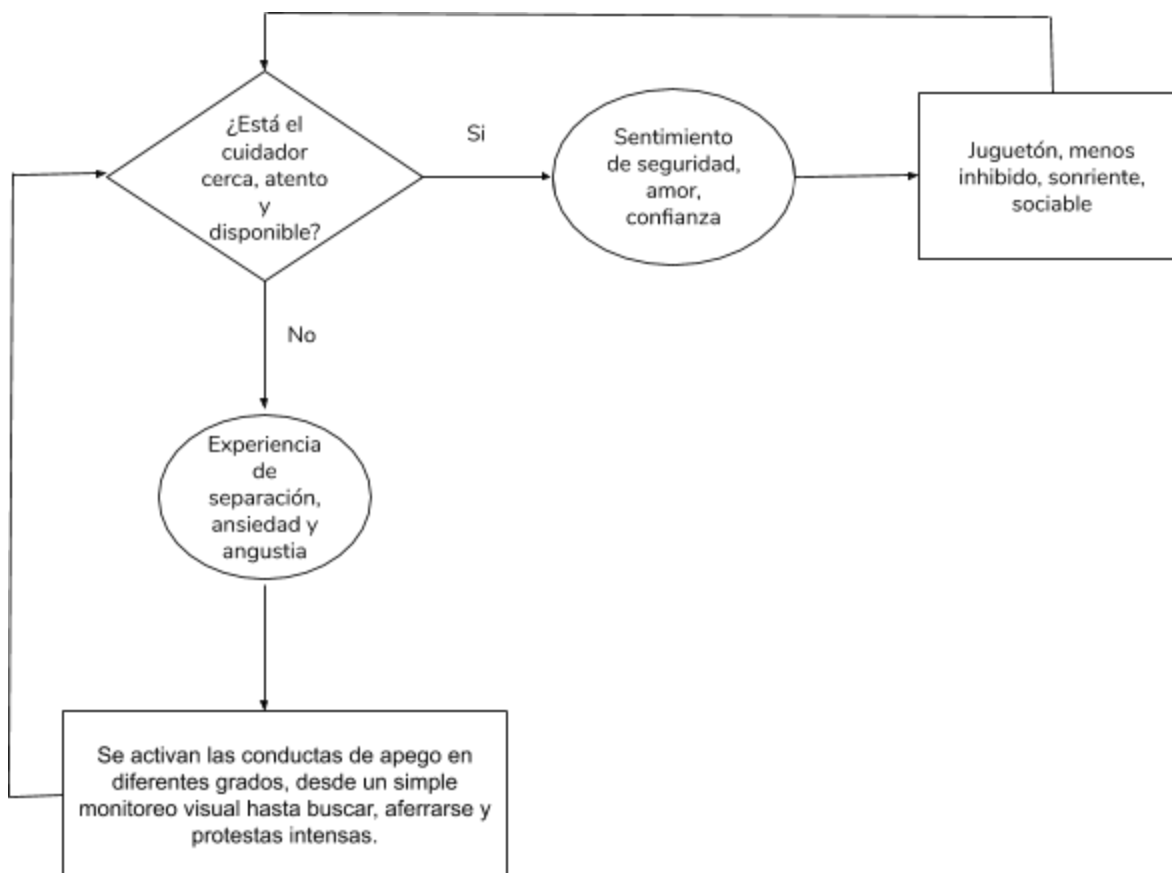 ¿Está el
cuidador
cerca, atento
y
disponible?
Si
Sentimiento
de seguridad,
amor,
confianza
Juguetón, menos
inhibido, sonriente,
sociable
No
Experiencia
de
separación,
ansiedad y
angustia
Se activan las conductas de apego en
diferentes grados, desde un simple
monitoreo visual hasta buscar, aferrarse y
protestas intensas.